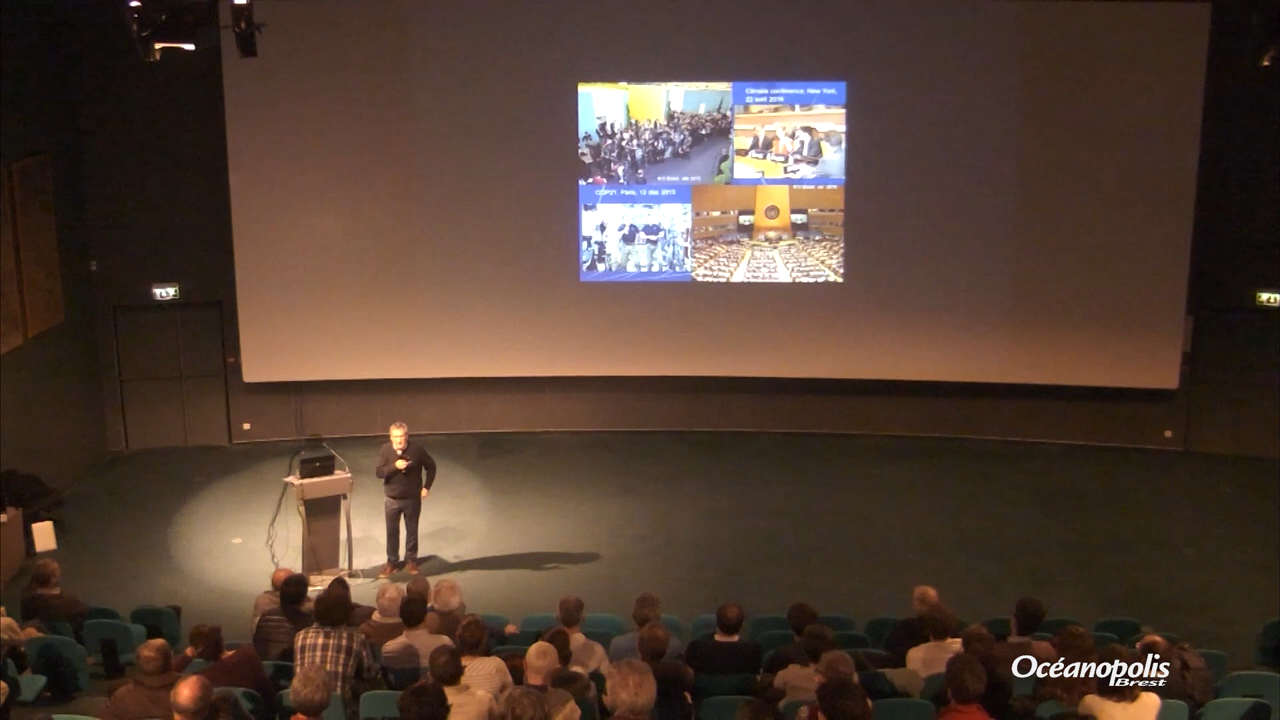 Climate conference, New York,
22 avril 2016
COP21, Paris, 12 déc 2015
Océanopolis
Brest